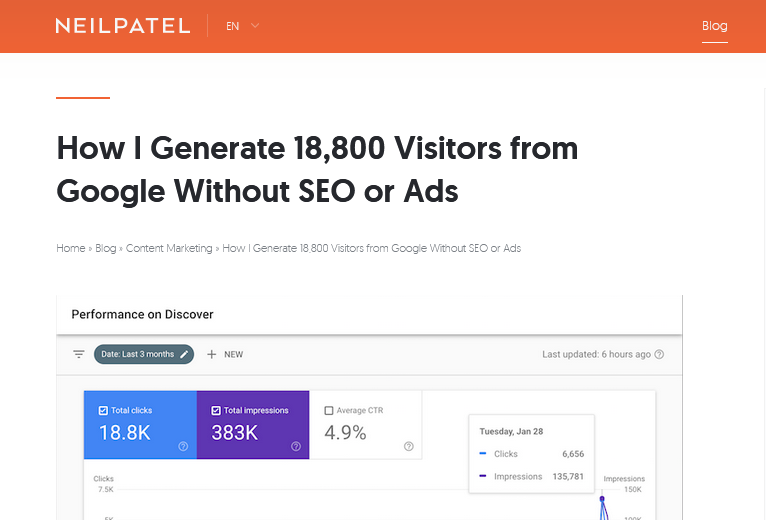 NEILPATEL EN Blog
How I Generate 18,800 Visitors from
Google Without SEO or Ads
Home » Blog » Content Marketing » How I Generate 18,800 Visitors from Google Without SEO or Ads
Performance on Discover
Date: Last 3 months + NEW Last updated: 6 hours ago
Total clicks Total impressions Average CTR
18.8K 383K 4.9%
Tuesday, Jan 28
Clicks 6,656
Impressions 135,781
Clicks Impressions
7.5K 150K
5K 100K